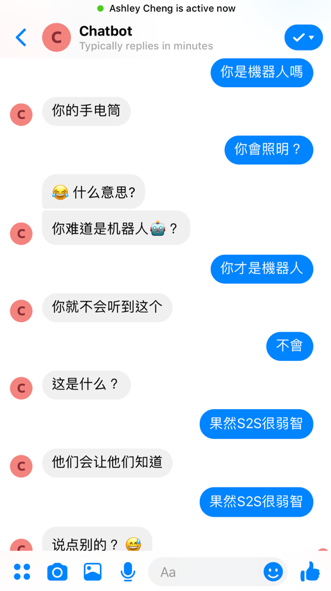 Ashley Cheng is active now
C
Chatbot
Typically replies in minutes
你是機器人嗎
C
你的手电筒
你會照明？
😂 什么意思?
C
你难道是机器人🤖？
你才是機器人
C
你就不会听到这个
不會
C
这是什么？
果然S2S很弱智
C
他们会让他们知道
果然S2S很弱智
C
说点别的？😅
Aa